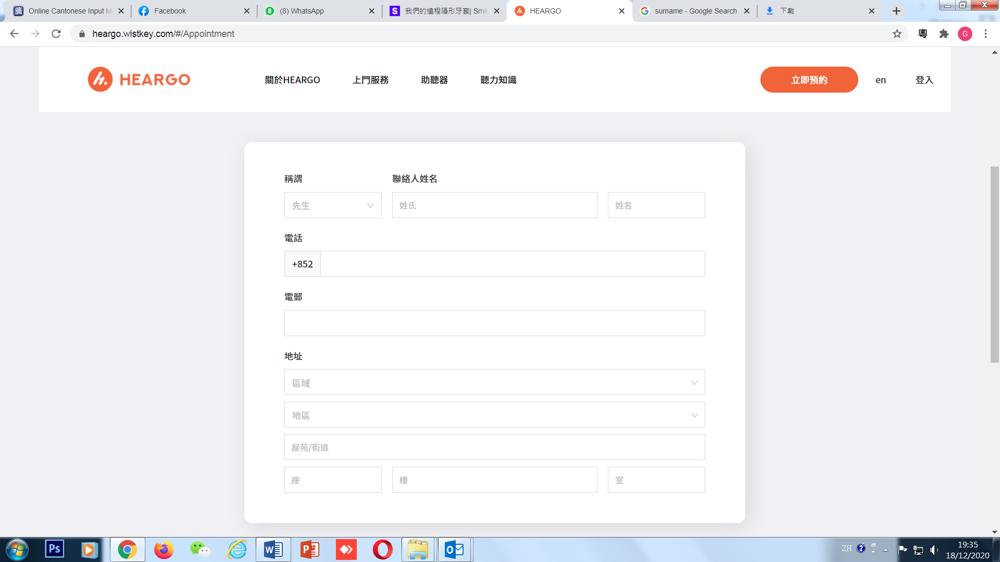 Online Cantonese Input M
Facebook
(8) WhatsApp
我們的遠程隱形牙套| Smil
HEARGO
surname - Google Search
下載
heargo.wistkey.com/#/Appointment
G
HEARGO
關於HEARGO
上門服務
助聽器
聽力知識
立即預約
en
登入
稱謂
聯絡人姓名
先生
姓氏
姓名
電話
+852
電郵
地址
區域
地區
屋苑/街道
座
樓
室
ZH
19:35
18/12/2020